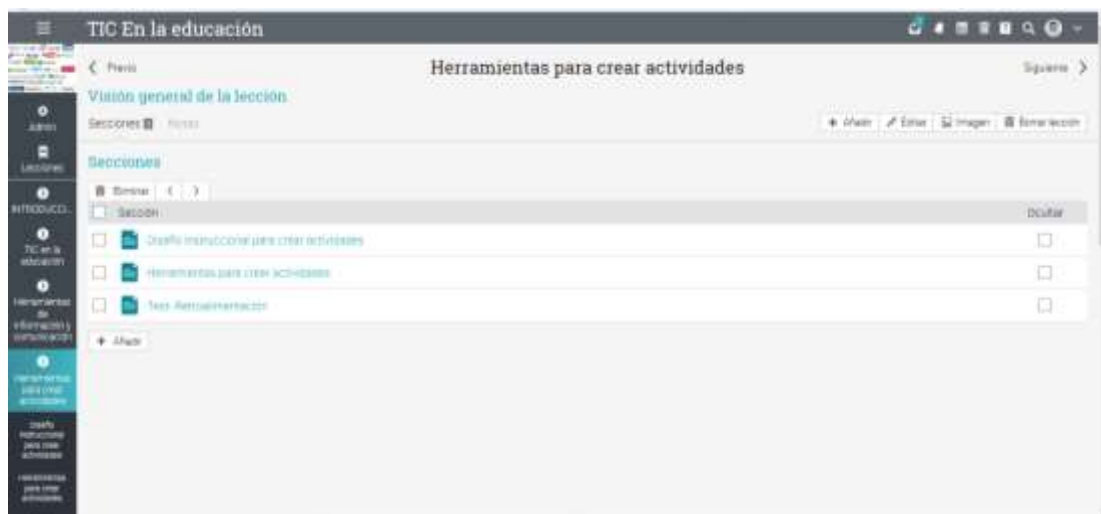 TIC En la educación
Previo
Herramientas para crear actividades
Siguiente
Visión general de la lección
Secciones
Notas
Añadir
Editar
Imagen
Borrar lección
Secciones
Eliminar
Sección
Ocultar
Diseño instruccional para crear actividades
Herramientas para crear actividades
Test: Retroalimentación
Añadir
Admin
Lecciones
INTRODUCCI...
TIC en la
educación
Herramientas
de
información y
comunicación
Herramientas
para crear
actividades
Diseño
instruccional
para crear
actividades
Herramientas
para crear
actividades